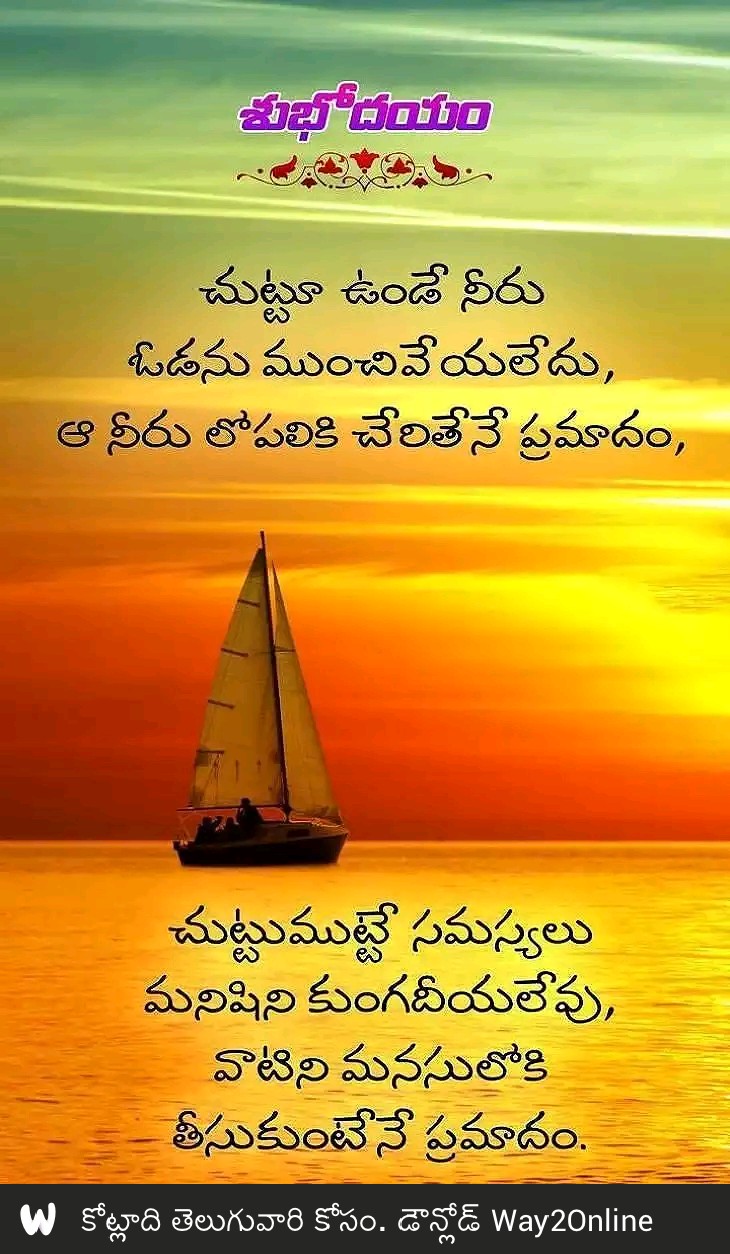 శుభోదయం
చుట్టూ ఉండే నీరు
ఓడను ముంచివేయలేదు,
ఆ నీరు లోపలికి చేరితేనే ప్రమాదం,
చుట్టుముట్టే సమస్యలు
మనిషిని కుంగదీయలేవు,
వాటిని మనసులోకి
తీసుకుంటేనే ప్రమాదం.
W కోట్లాది తెలుగువారి కోసం. డౌన్లోడ్ Way2Online